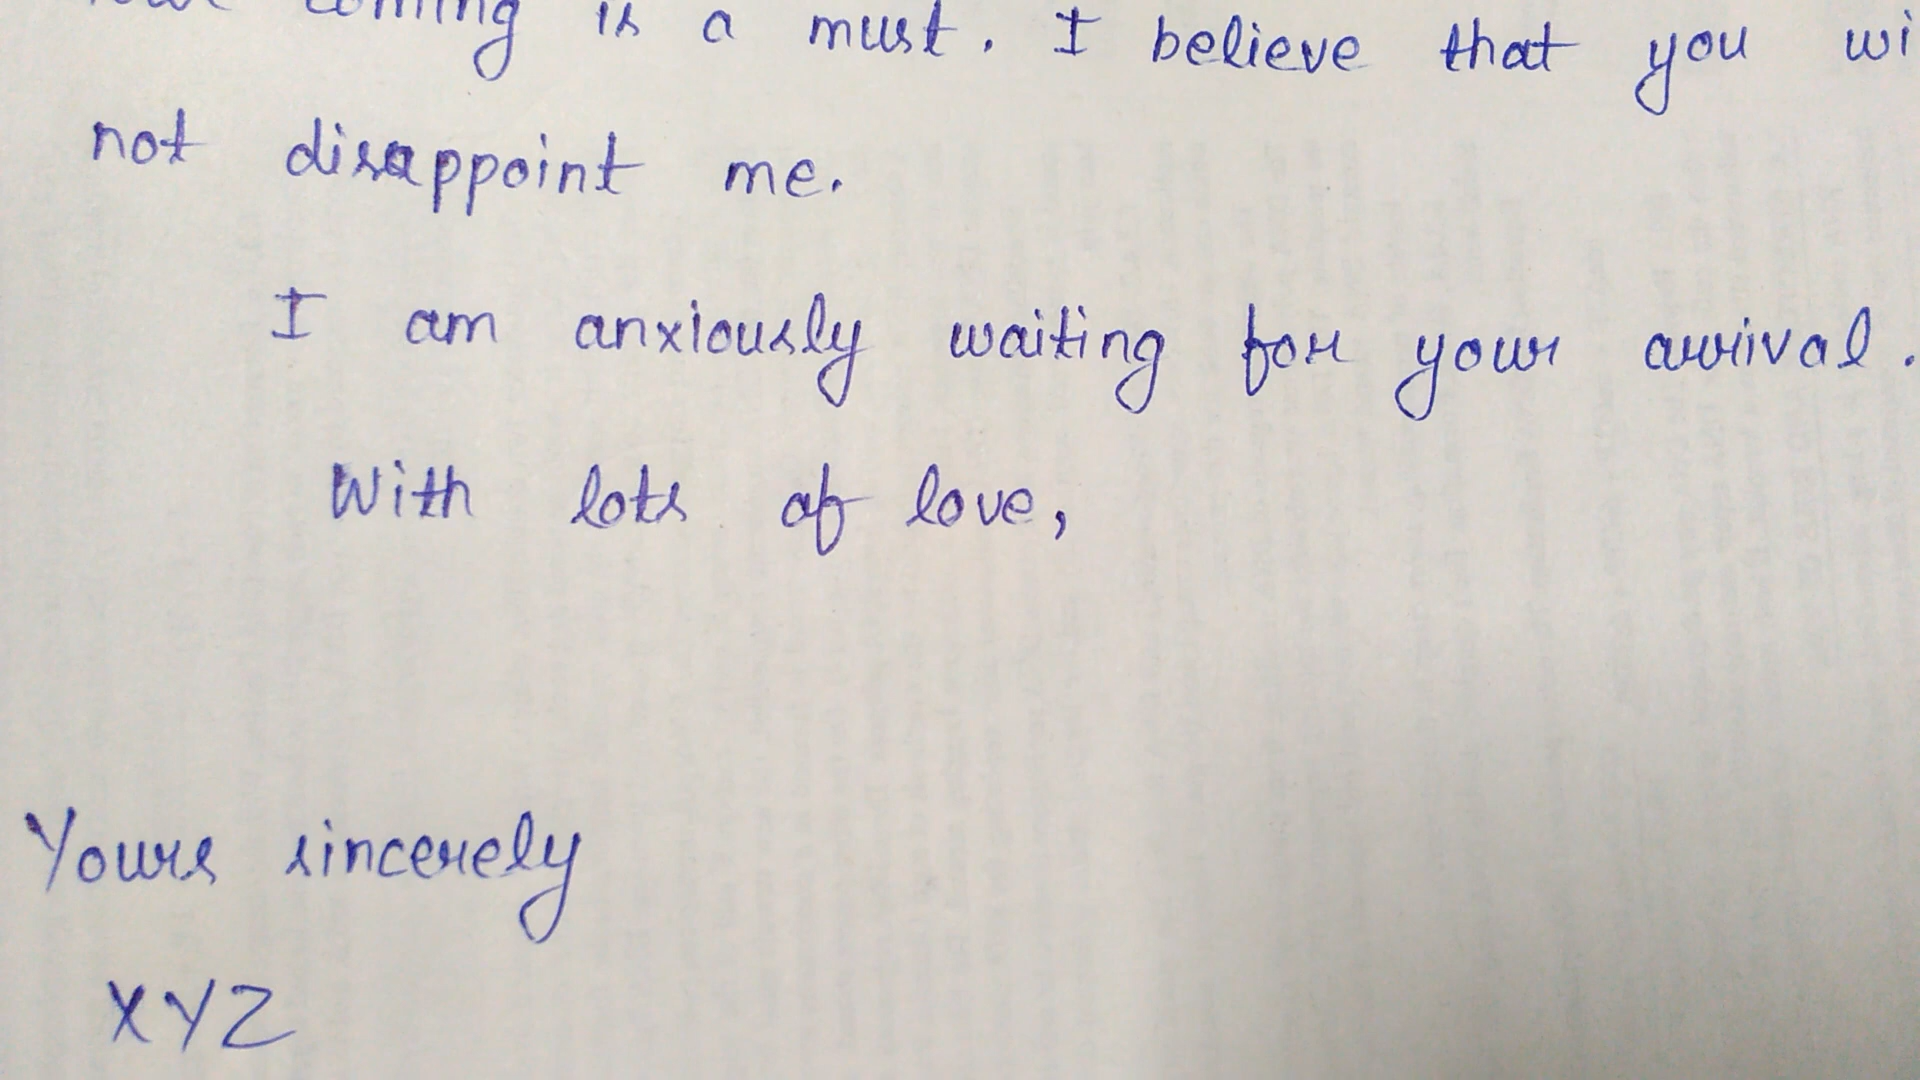 coming is a must. I believe that you wi
not disappoint me.
I am anxiously waiting for your arrival.
With lots of love,
Yours sincerely
XYZ